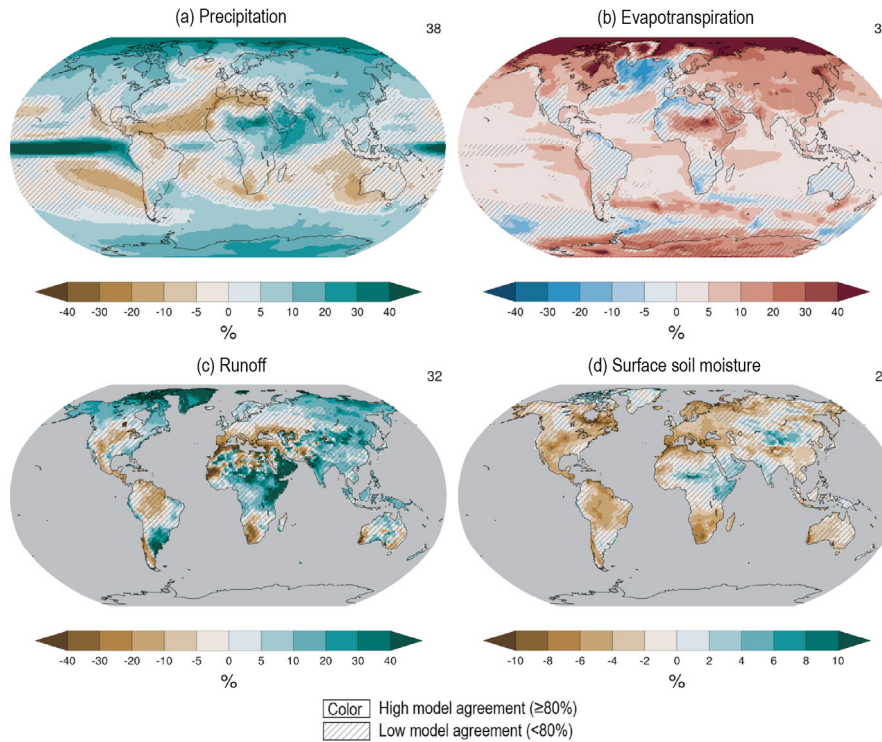 (a) Precipitation
38
(b) Evapotranspiration
3
-40 -30 -20 -10 -5 0 5 10 20 30 40
%
-40 -30 -20 -10 -5 0 5 10 20 30 40
%
(c) Runoff
32
(d) Surface soil moisture
2
-40 -30 -20 -10 -5 0 5 10 20 30 40
%
-10 -8 -6 -4 -2 0 2 4 6 8 10
%
Color High model agreement (≥80%)
Low model agreement (<80%)